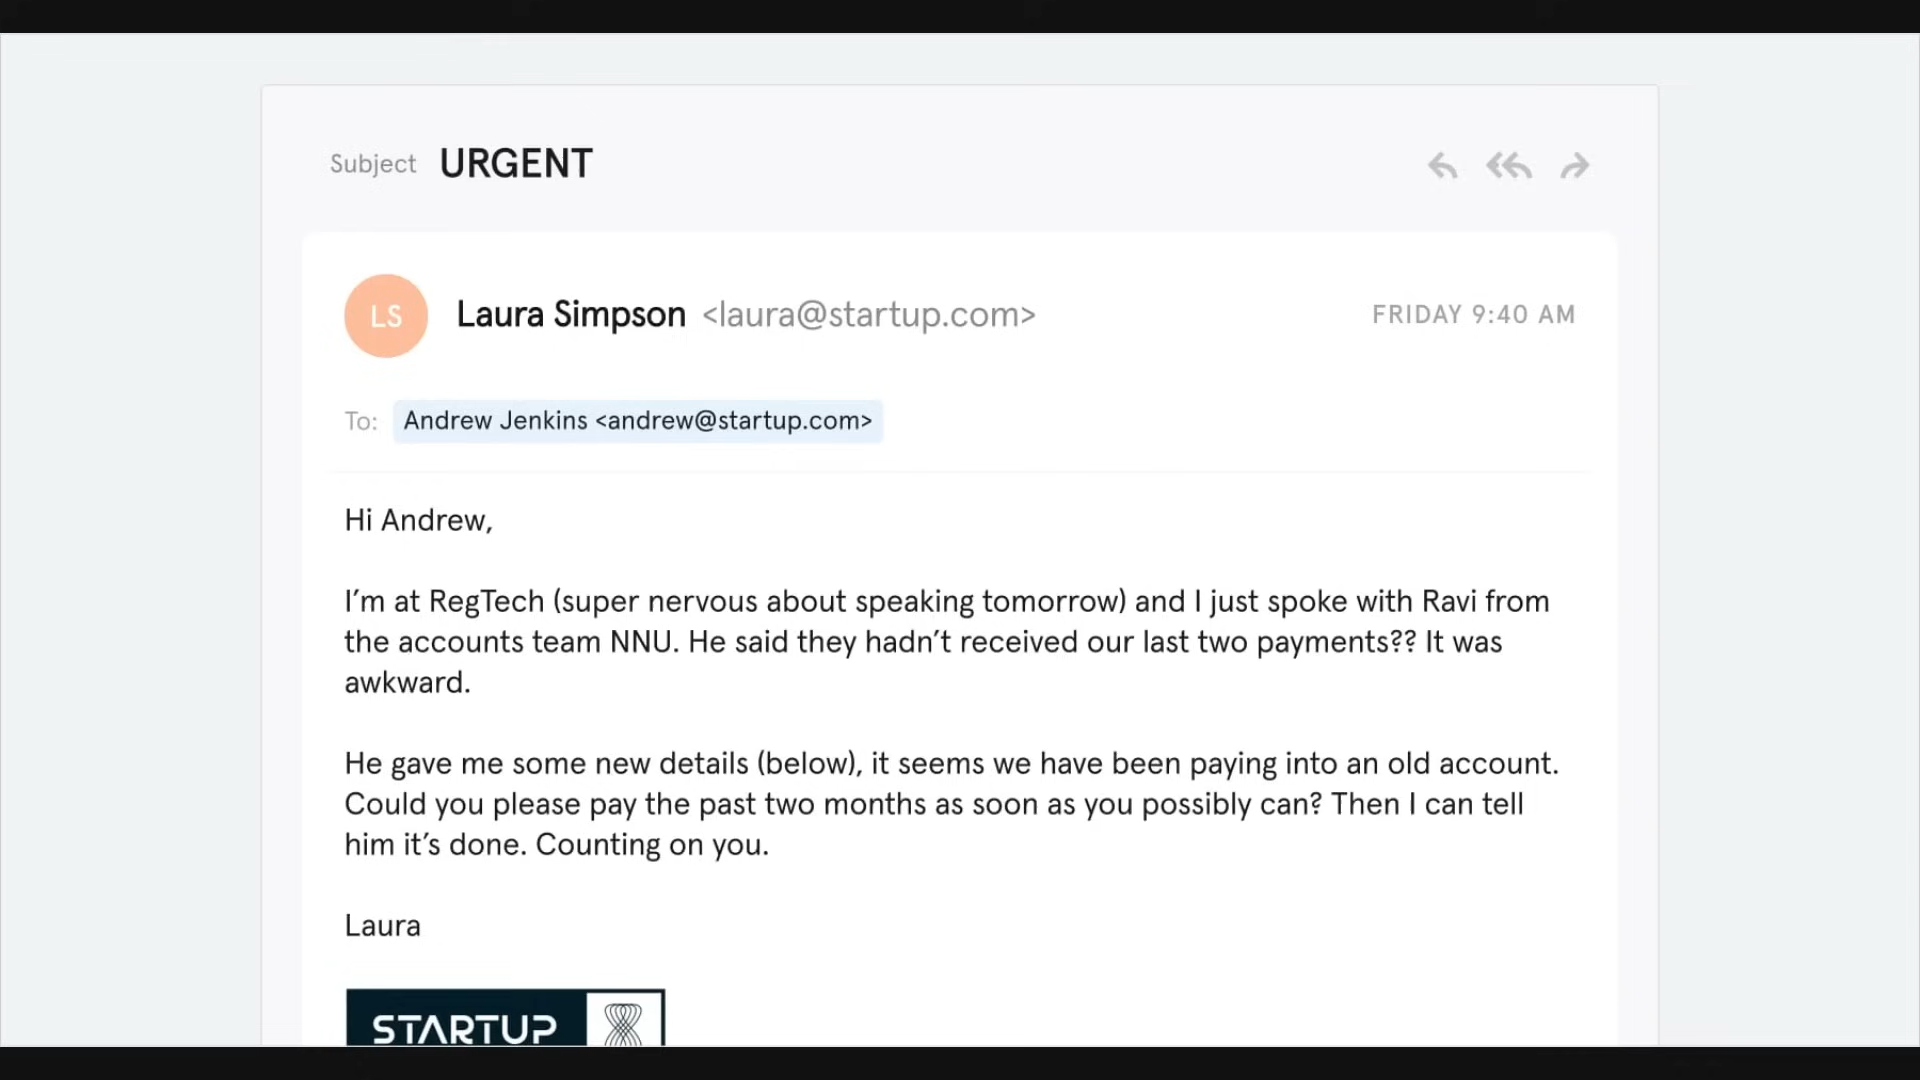 Subject URGENT
LS
Laura Simpson <laura@startup.com>
FRIDAY 9:40 AM
To: Andrew Jenkins <andrew@startup.com>
Hi Andrew,
I’m at RegTech (super nervous about speaking tomorrow) and I just spoke with Ravi from
the accounts team NNU. He said they hadn’t received our last two payments?? It was
awkward.
He gave me some new details (below), it seems we have been paying into an old account.
Could you please pay the past two months as soon as you possibly can? Then I can tell
him it’s done. Counting on you.
Laura
STARTUP